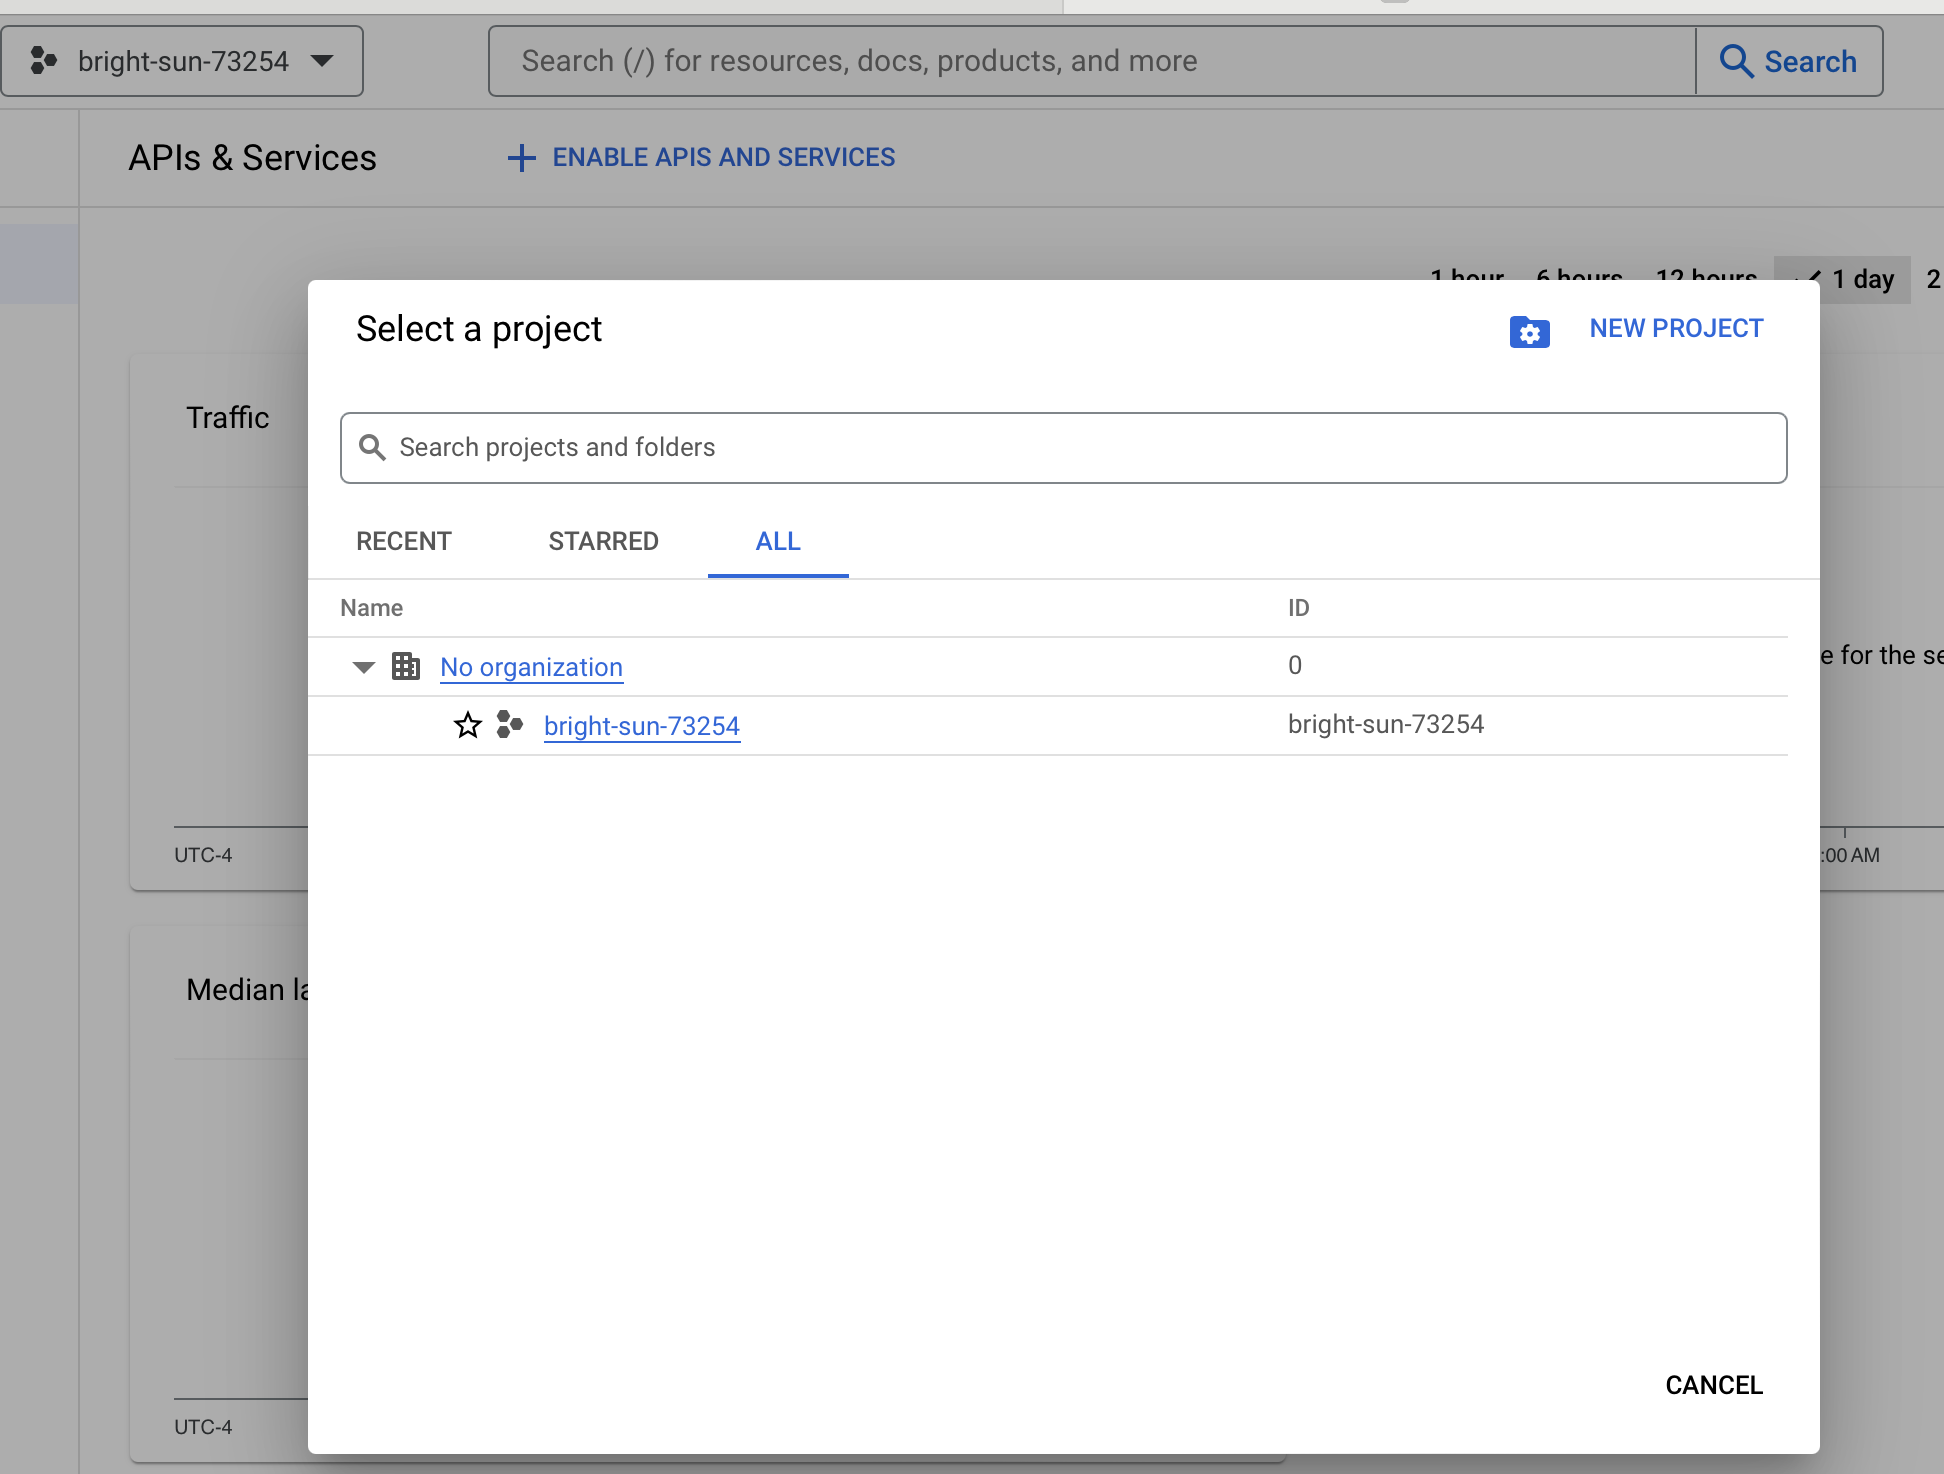 bright-sun-73254
Search (/) for resources, docs, products, and more
Search
APIs & Services
ENABLE APIS AND SERVICES
1 hour 6 hours 12 hours 1 day 2
Select a project
NEW PROJECT
Traffic
Search projects and folders
RECENT STARRED ALL
Name ID
No organization 0
e for the se
bright-sun-73254 bright-sun-73254
UTC-4
:00 AM
Median la
CANCEL
UTC-4